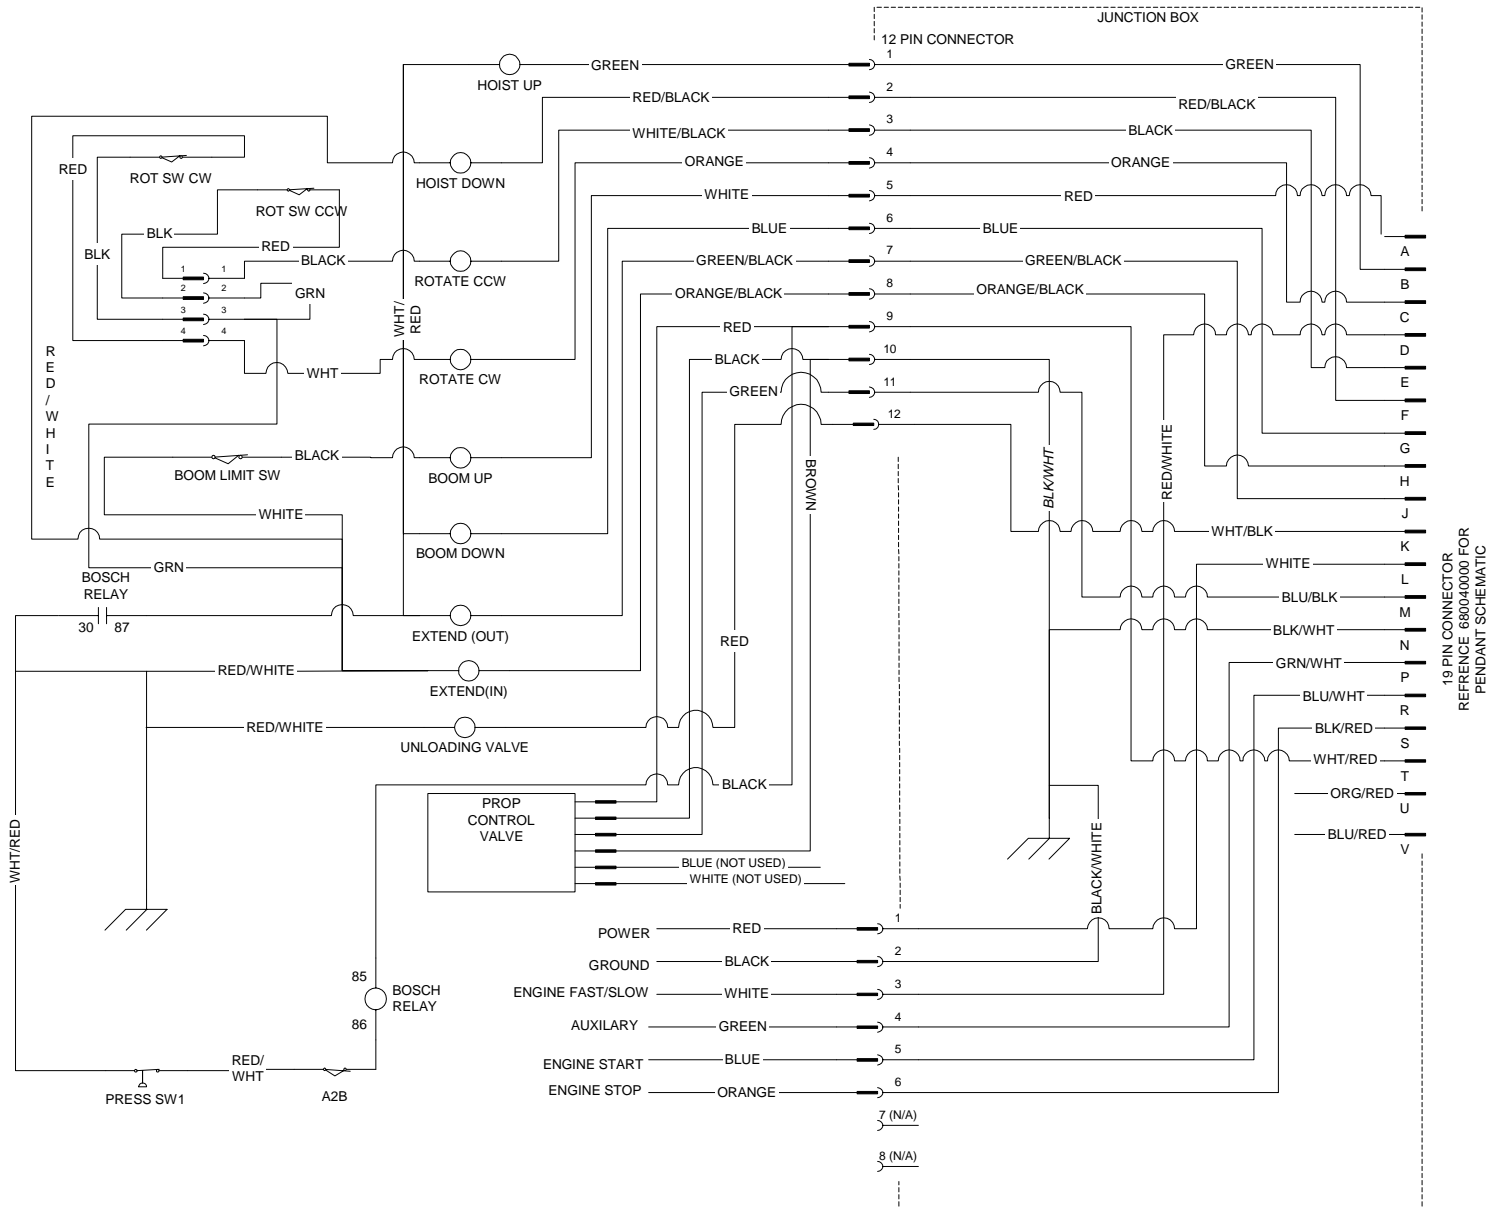 JUNCTION BOX
12 PIN CONNECTOR
1
GREEN
GREEN
HOIST UP
2
RED/BLACK
RED/BLACK
3
WHITE/BLACK
BLACK
4
ORANGE
ORANGE
RED
ROT SW CW
HOIST DOWN
5
WHITE
RED
ROT SW CCW
6
BLK
BLUE
BLUE
RED
BLK
BLACK
7
GREEN/BLACK
GREEN/BLACK
A
1 1
ROTATE CCW
8
2 2
GRN
ORANGE/BLACK
ORANGE/BLACK
B
3 3
WHT/
RED
9
RED
C
4 4
10
BLACK
D
WHT
ROTATE CW
11
GREEN
E
12
F
RED/WHITE
BLACK
BOOM LIMIT SW
BOOM UP
BROWN
BLK/WHT
RED/WHITE
G
H
WHITE
J
WHT/BLK
BOOM DOWN
K
GRN
WHITE
BOSCH
RELAY
L
BLU/BLK
30 87
M
EXTEND (OUT)
RED
BLK/WHT
N
RED/WHITE
GRN/WHT
EXTEND(IN)
P
BLU/WHT
R
RED/WHITE
BLK/RED
UNLOADING VALVE
S
WHT/RED
T
BLACK
ORG/RED
U
PROP
CONTROL
VALVE
BLU/RED
V
BLUE (NOT USED)
WHITE (NOT USED)
WHT/RED
BLACK/WHITE
19 PIN CONNECTOR
REFRENCE 680040000 FOR
PENDANT SCHEMATIC
1
POWER
RED
2
GROUND
BLACK
85
BOSCH
RELAY
86
3
ENGINE FAST/SLOW
WHITE
4
AUXILARY
GREEN
5
ENGINE START
BLUE
6
ENGINE STOP
ORANGE
RED/
WHT
PRESS SW1
A2B
7 (N/A)
8 (N/A)